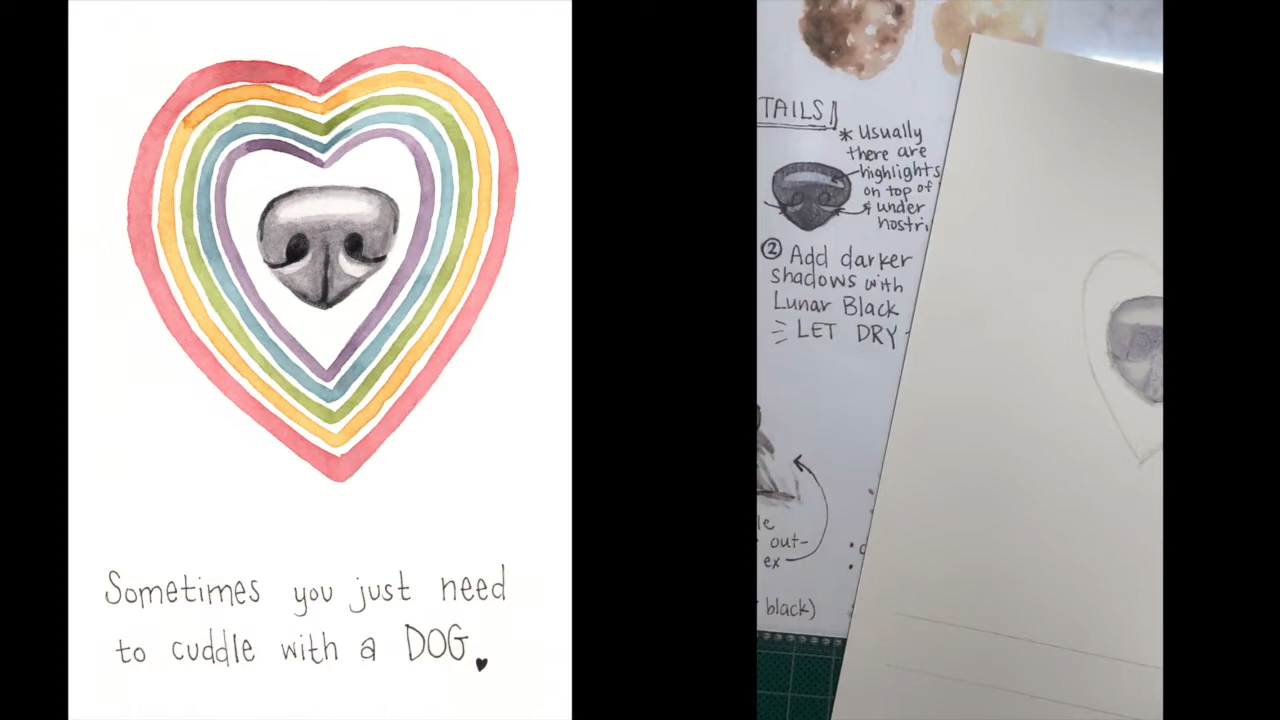 Sometimes you just need
to cuddle with a DOG.
TAILS
* Usually
there are
highlights
on top of
& under
nostri
② Add darker
shadows with
Lunar Black
LET DRY
le
out-
ex
black)